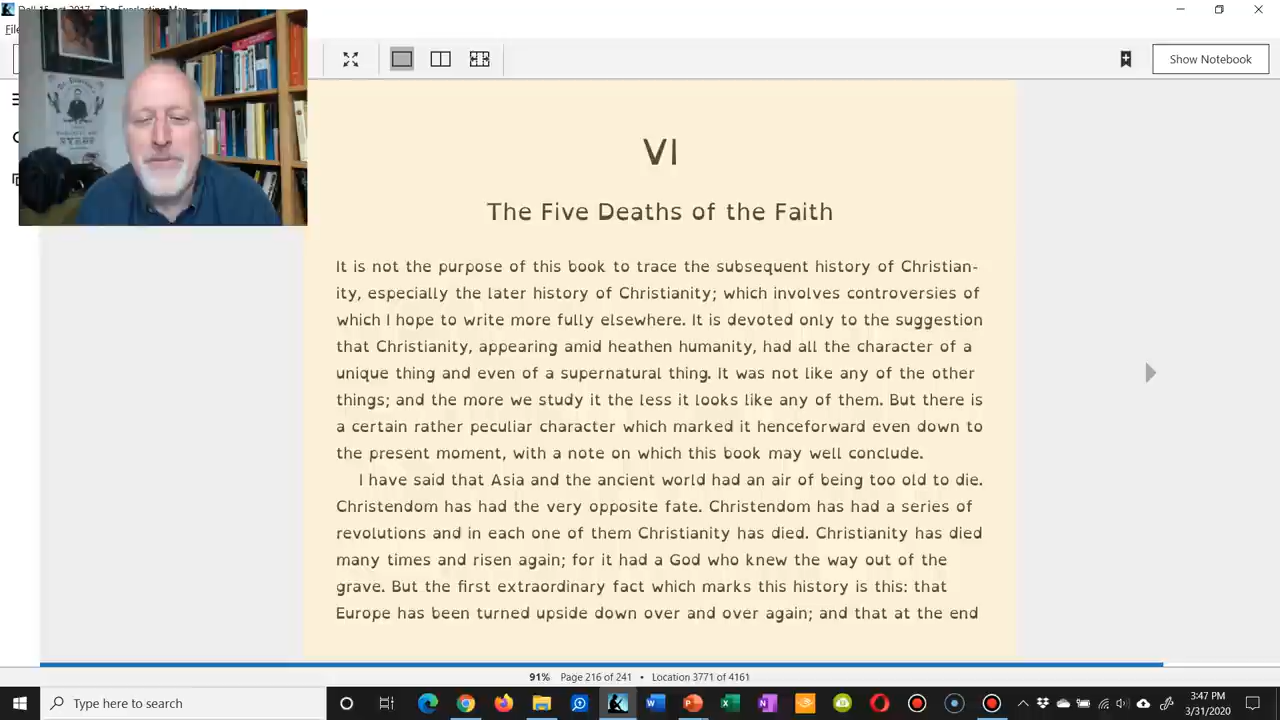 Dell 15 oct 2017 - The Everlasting Man
Show Notebook
VI
The Five Deaths of the Faith
It is not the purpose of this book to trace the subsequent history of Christian-
ity, especially the later history of Christianity; which involves controversies of
which I hope to write more fully elsewhere. It is devoted only to the suggestion
that Christianity, appearing amid heathen humanity, had all the character of a
unique thing and even of a supernatural thing. It was not like any of the other
things; and the more we study it the less it looks like any of them. But there is
a certain rather peculiar character which marked it henceforward even down to
the present moment, with a note on which this book may well conclude.
I have said that Asia and the ancient world had an air of being too old to die.
Christendom has had the very opposite fate. Christendom has had a series of
revolutions and in each one of them Christianity has died. Christianity has died
many times and risen again; for it had a God who knew the way out of the
grave. But the first extraordinary fact which marks this history is this: that
Europe has been turned upside down over and over again; and that at the end
91% Page 216 of 241 • Location 3771 of 4161
Type here to search
3:47 PM
3/31/2020